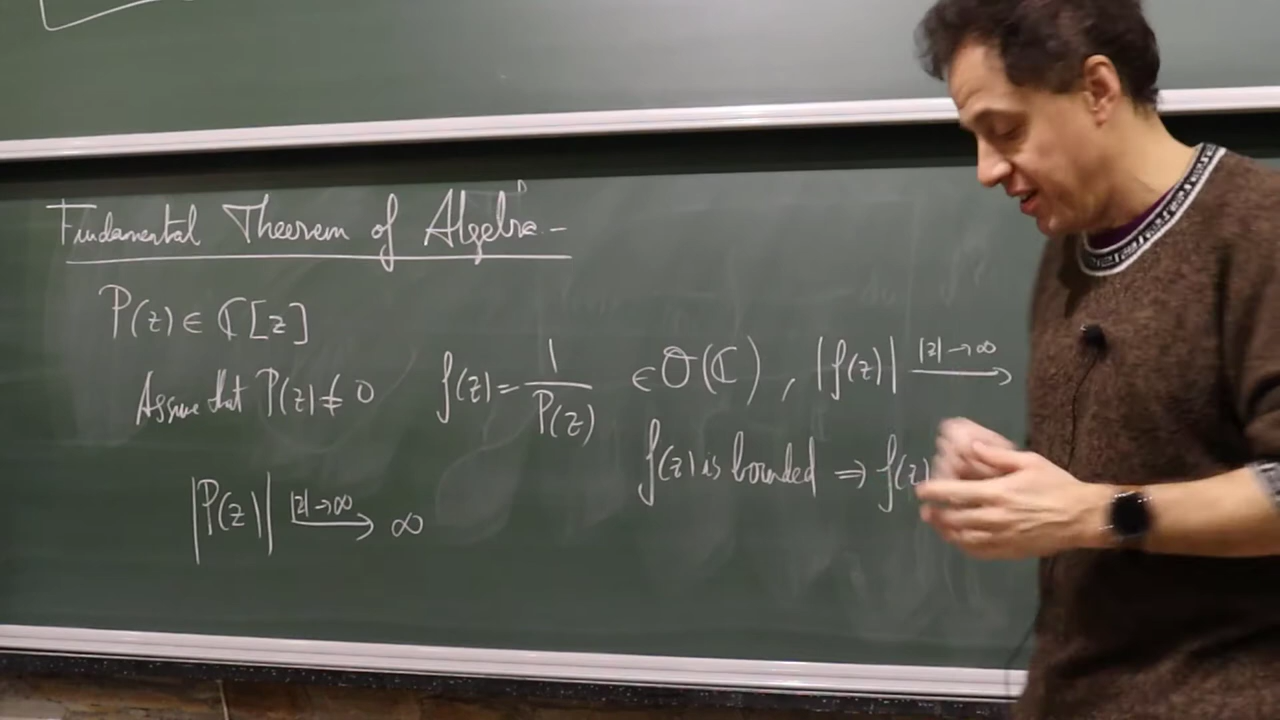 Fundamental Theorem of Algebra -
P(z) ∈ ℂ[z]
Assume that P(z) ≠ 0 f(z) = 1/P(z) ∈ O(ℂ), |f(z)| |z|→∞ ⟶
f(z) is bounded ⇒ f(z)
|P(z)| |z|→∞ ⟶ ∞